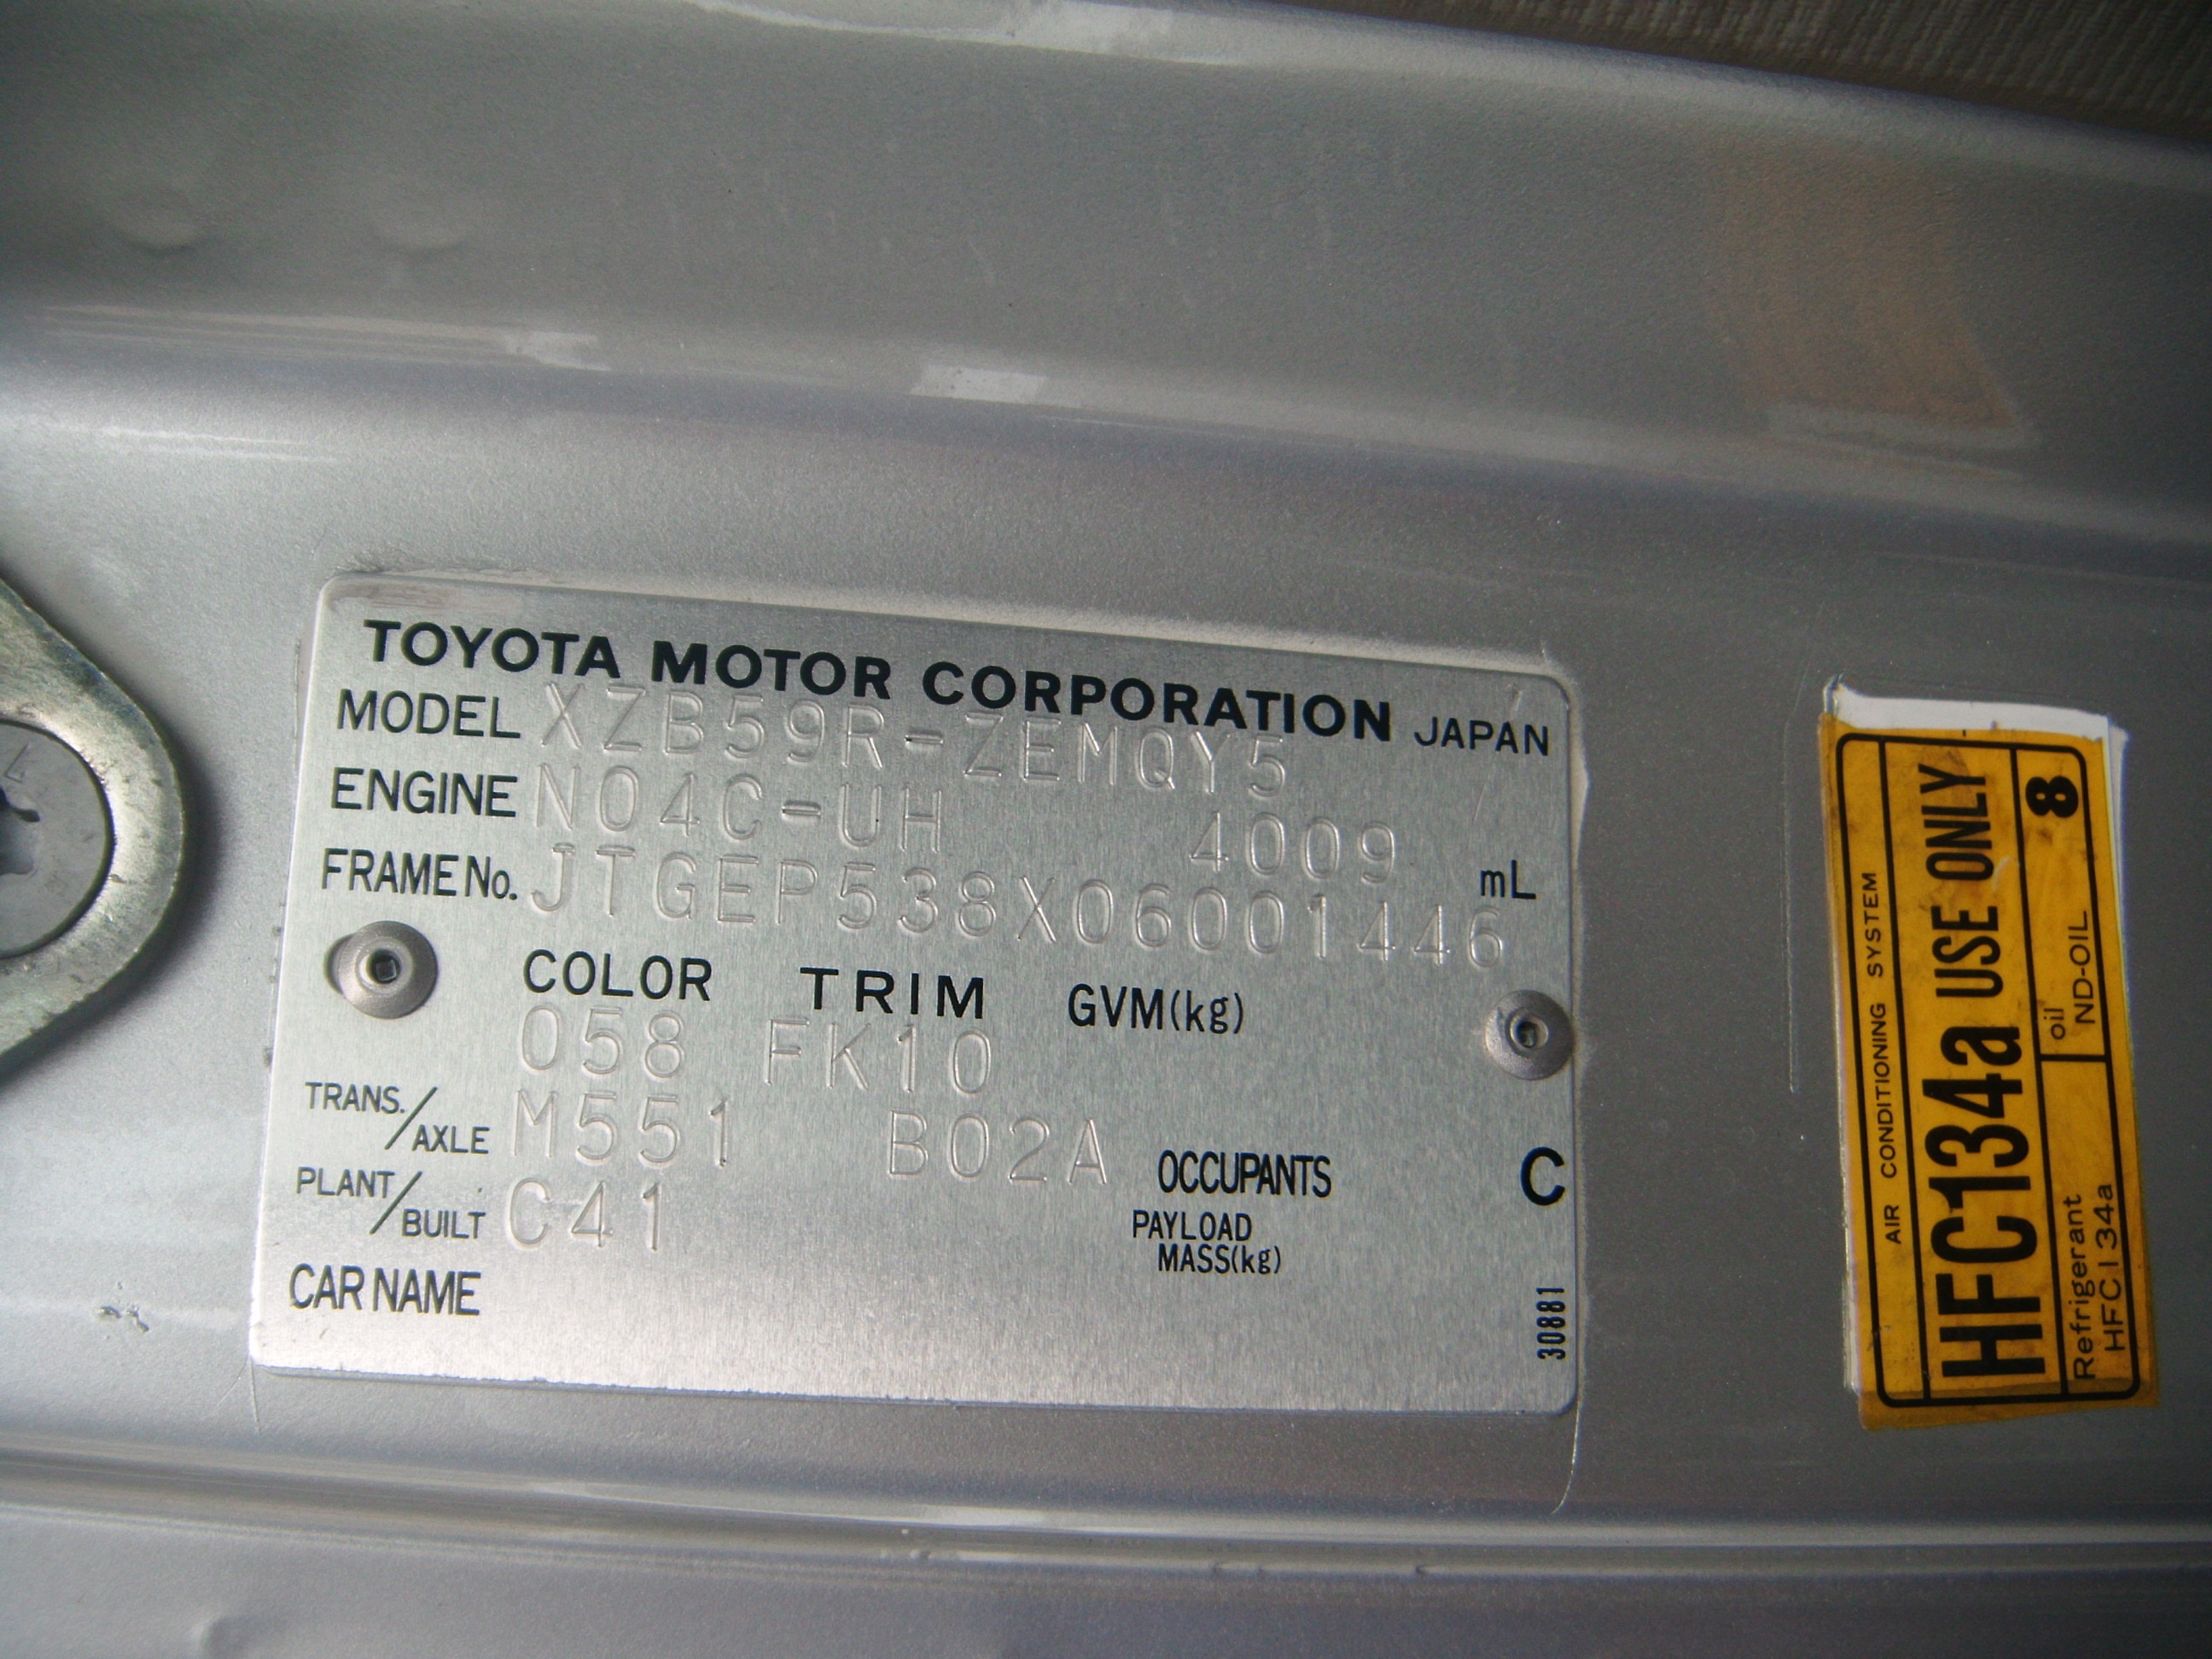 TOYOTA MOTOR CORPORATION JAPAN
MODEL XZB59R-ZEMQY5
ENGINE N04C-UH 4009 mL
FRAME No. JTGEP538X06001446
COLOR TRIM GVM(kg)
058 FK10
TRANS./AXLE M551 B02A
OCCUPANTS
C
PLANT/BUILT C41
PAYLOAD
MASS(kg)
CAR NAME
30881
AIR CONDITIONING SYSTEM
HFC134a USE ONLY
Refrigerant
HFC134a
oil
ND-OIL
8